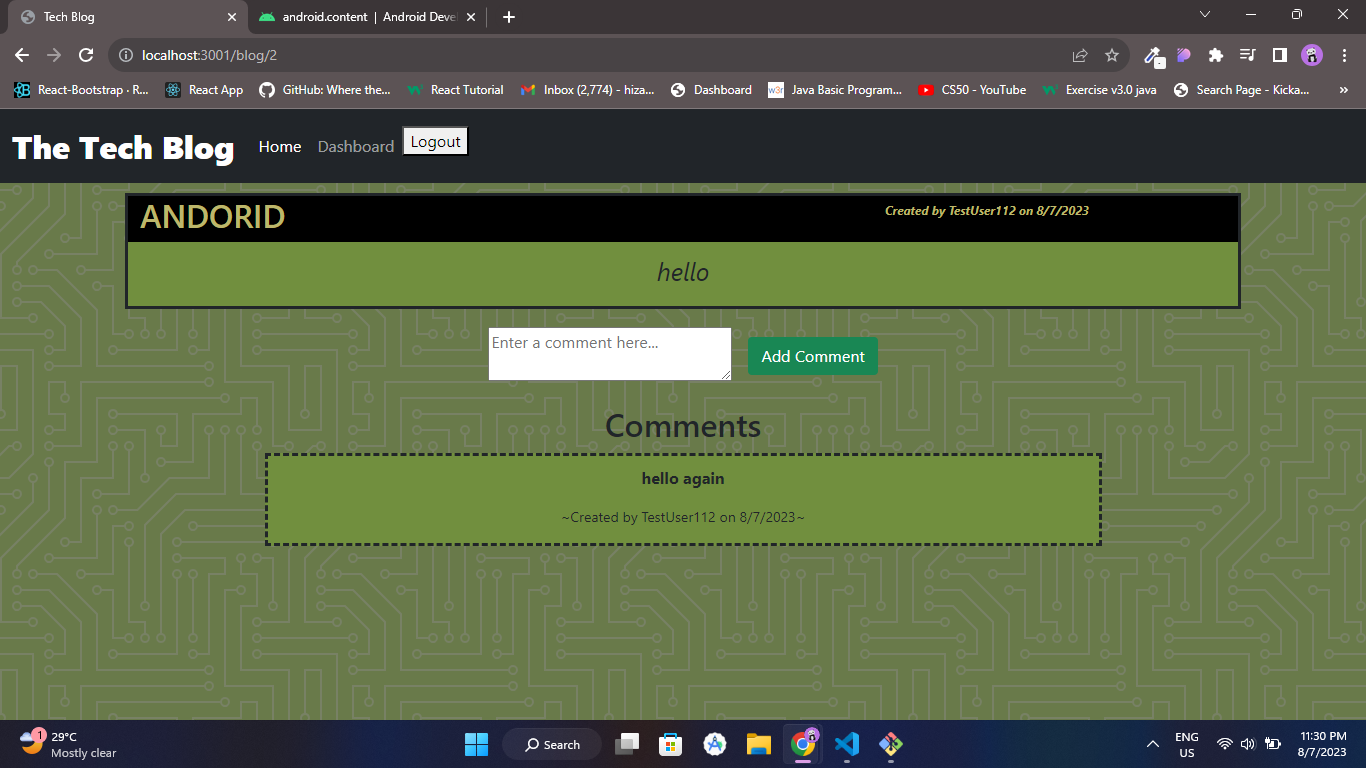 Tech Blog
android.content | Android Deve
localhost:3001/blog/2
React-Bootstrap · R...
React App
GitHub: Where the...
React Tutorial
Inbox (2,774) - hiza...
Dashboard
w3r
Java Basic Program...
CS50 - YouTube
Exercise v3.0 java
Search Page - Kicka...
»
The Tech Blog
Home
Dashboard
Logout
ANDORID
Created by TestUser112 on 8/7/2023
hello
Enter a comment here...
Add Comment
Comments
hello again
~Created by TestUser112 on 8/7/2023~
1
29°C
Mostly clear
Search
ENG
US
11:30 PM
8/7/2023